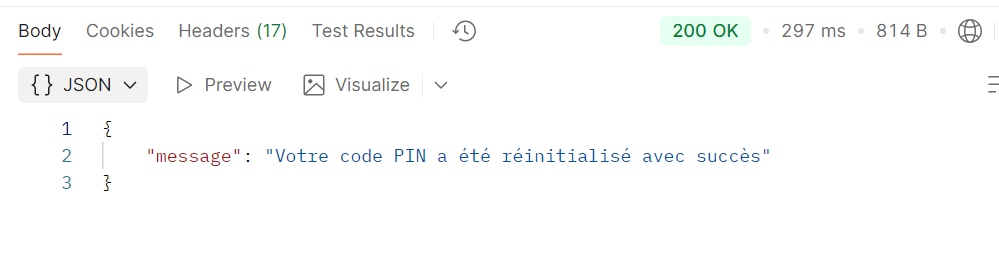 Body Cookies Headers (17) Test Results 200 OK • 297 ms • 814 B •
{} JSON Preview Visualize
1 {
2 "message": "Votre code PIN a été réinitialisé avec succès"
3 }